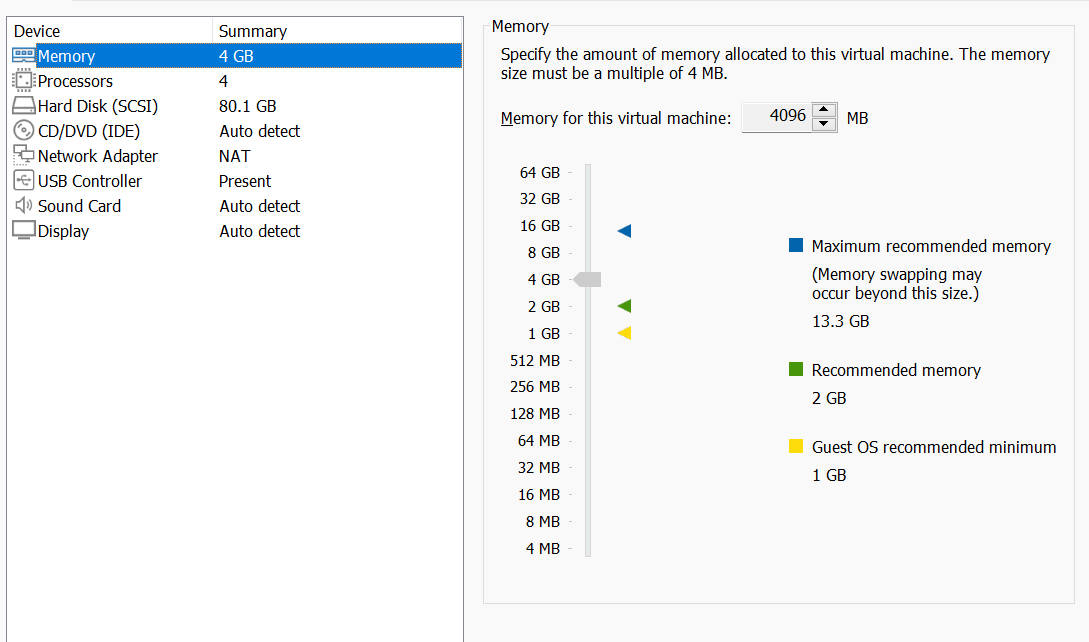 Device Summary
Memory 4 GB
Processors 4
Hard Disk (SCSI) 80.1 GB
CD/DVD (IDE) Auto detect
Network Adapter NAT
USB Controller Present
Sound Card Auto detect
Display Auto detect
Memory
Specify the amount of memory allocated to this virtual machine. The memory
size must be a multiple of 4 MB.
Memory for this virtual machine: 4096 MB
64 GB
32 GB
16 GB
8 GB
4 GB
2 GB
1 GB
512 MB
256 MB
128 MB
64 MB
32 MB
16 MB
8 MB
4 MB
Maximum recommended memory
(Memory swapping may
occur beyond this size.)
13.3 GB
Recommended memory
2 GB
Guest OS recommended minimum
1 GB